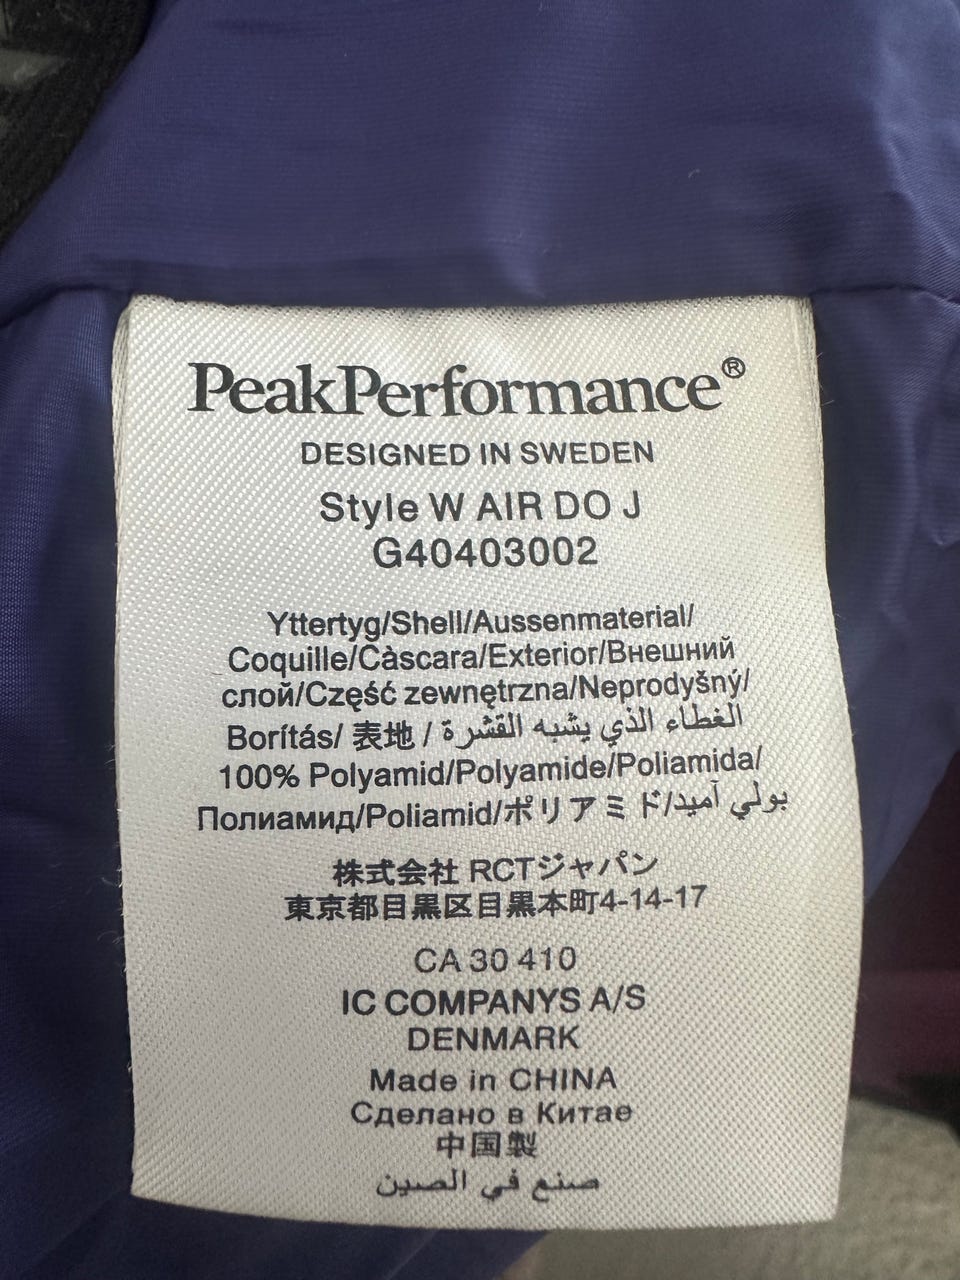 PeakPerformance®
DESIGNED IN SWEDEN
Style W AIR DO J
G40403002
Yttertyg/Shell/Aussenmaterial/
Coquille/Càscara/Exterior/Внешний
слой/Część zewnętrzna/Neprodyšný/
Borítás/ 表地 / الغطاء الذي يشبه القشرة
100% Polyamid/Polyamide/Poliamida/
Полиамид/Poliamid/ポリアミド/بولي آميد
株式会社 RCTジャパン
東京都目黒区目黒本町4-14-17
CA 30 410
IC COMPANYS A/S
DENMARK
Made in CHINA
Сделано в Китае
中国製
صنع في الصين